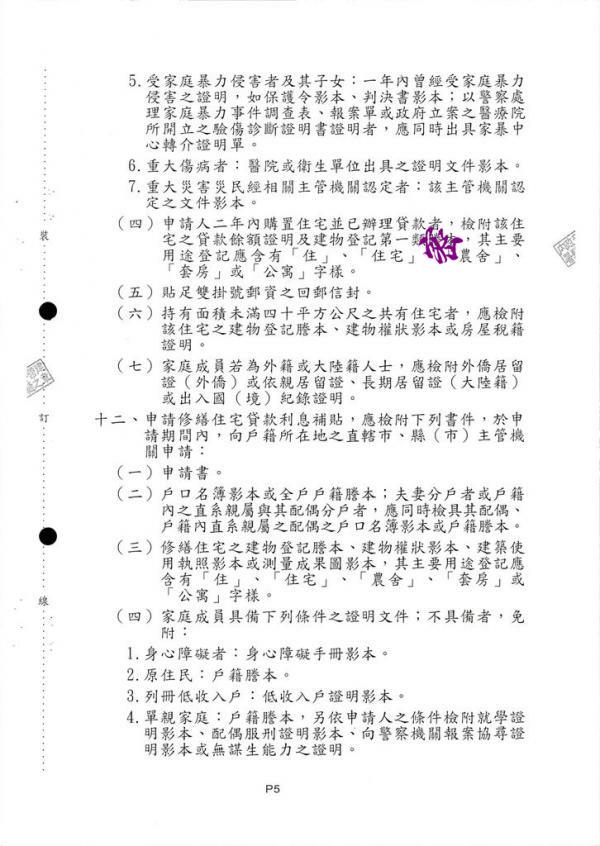 5.受家庭暴力侵害者及其子女：一年內曾經受家庭暴力
侵害之證明，如保護令影本、判決書影本；以警察處
理家庭暴力事件調查表、報案單或政府立案之醫療院
所開立之驗傷診斷證明書證明者，應同時出具家暴中
心轉介證明單。
6.重大傷病者：醫院或衛生單位出具之證明文件影本。
7.重大災害災民經相關主管機關認定者：該主管機關認
定之文件影本。
（四）申請人二年內購置住宅並已辦理貸款者，檢附該住
宅之貸款餘額證明及建物登記第一類本，其主要
用途登記應含有「住」、「住宅」農舍」、
「套房」或「公寓」字樣。
（五）貼足雙掛號郵資之回郵信封。
（六）持有面積未滿四十平方公尺之共有住宅者，應檢附
該住宅之建物登記謄本、建物權狀影本或房屋稅籍
證明。
（七）家庭成員若為外籍或大陸籍人士，應檢附外僑居留
證（外僑）或依親居留證、長期居留證（大陸籍）
或出入國（境）紀錄證明。
十二、申請修繕住宅貸款利息補貼，應檢附下列書件，於申
請期間內，向戶籍所在地之直轄市、縣（市）主管機
關申請：
（一）申請書。
（二）戶口名簿影本或全戶戶籍謄本；夫妻分戶者或戶籍
內之直系親屬與其配偶分戶者，應同時檢具其配偶、
戶籍內直系親屬之配偶之戶口名簿影本或戶籍謄本。
（三）修繕住宅之建物登記謄本、建物權狀影本、建築使
用執照影本或測量成果圖影本，其主要用途登記應
含有「住」、「住宅」、「農舍」、「套房」或
「公寓」字樣。
（四）家庭成員具備下列條件之證明文件；不具備者，免
附：
1.身心障礙者：身心障礙手冊影本。
2.原住民：戶籍謄本。
3.列冊低收入戶：低收入戶證明影本。
4.單親家庭：戶籍謄本，另依申請人之條件檢附就學證
明影本、配偶服刑證明影本、向警察機關報案協尋證
明影本或無謀生能力之證明。
裝
訂
線
P5